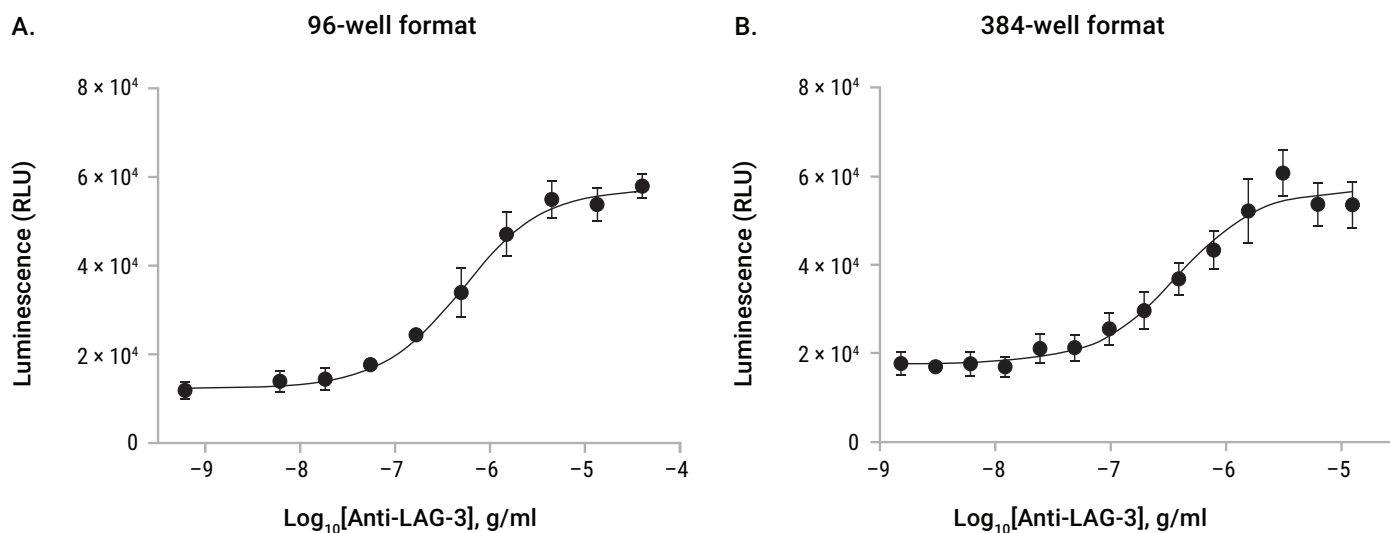 A.
96-well format
8 × 10⁴
6 × 10⁴
4 × 10⁴
2 × 10⁴
0
Luminescence (RLU)
−9
−8
−7
−6
−5
−4
Log₁₀[Anti-LAG-3], g/ml
B.
384-well format
8 × 10⁴
6 × 10⁴
4 × 10⁴
2 × 10⁴
0
Luminescence (RLU)
−9
−8
−7
−6
−5
Log₁₀[Anti-LAG-3], g/ml